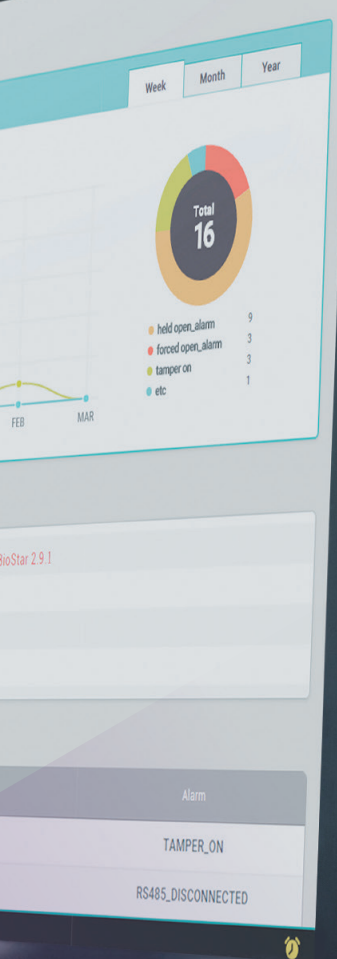 Week Month Year
Total
16
held open_alarm 9
forced open_alarm 3
tamper on 3
etc 1
FEB MAR
BioStar 2.9.1
Alarm
TAMPER_ON
RS485_DISCONNECTED